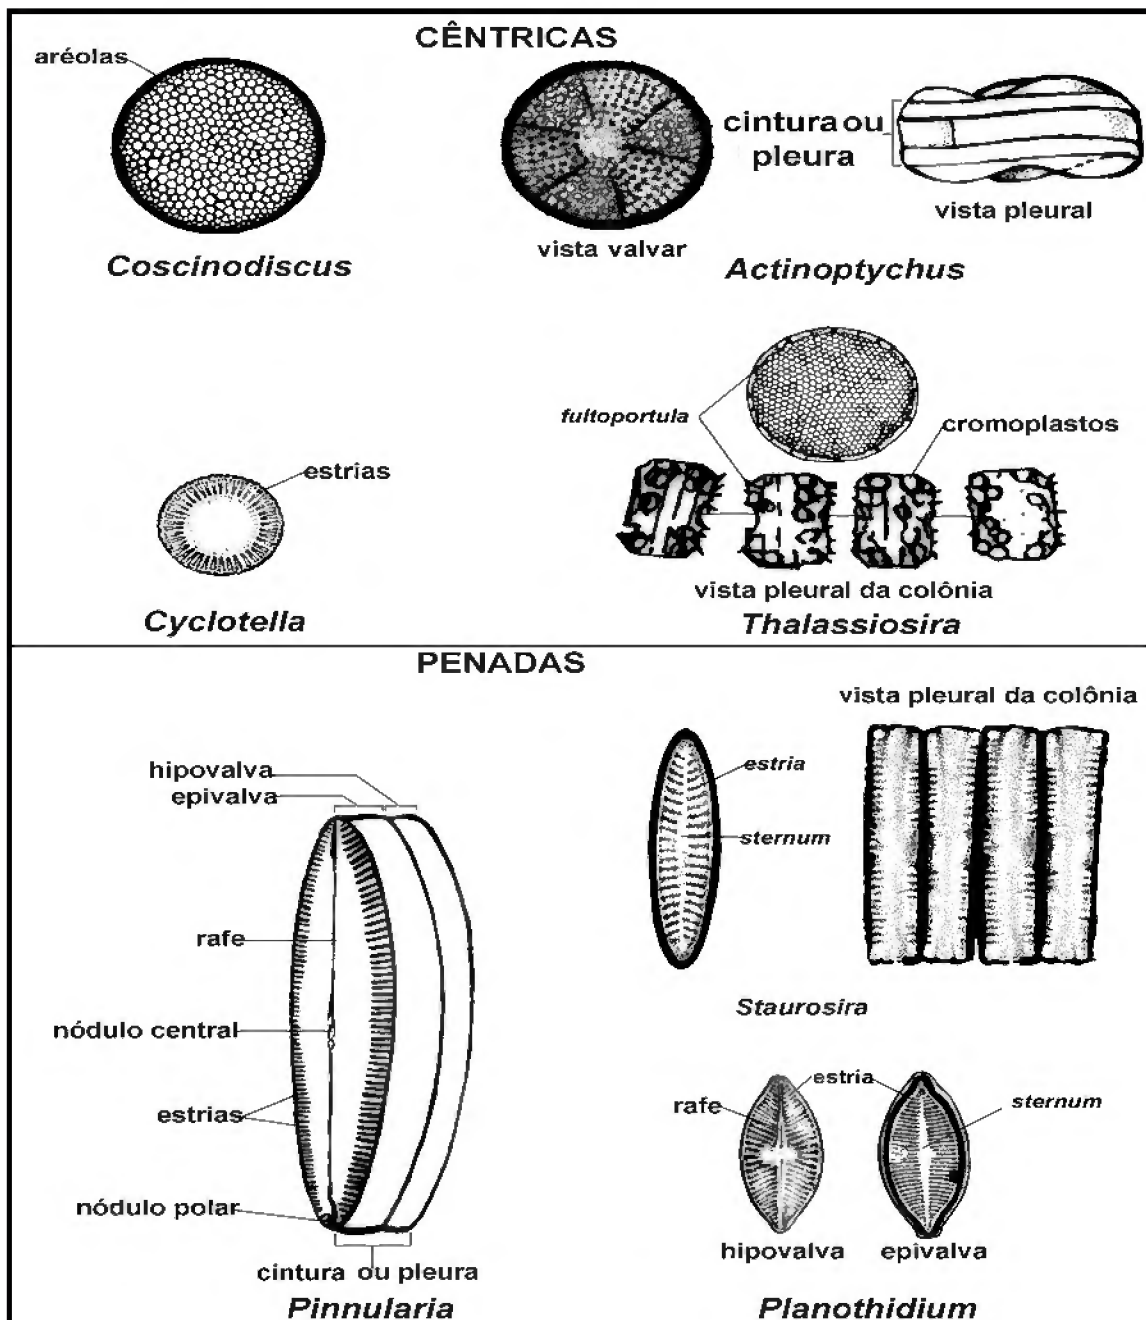 CÊNTRICAS
aréolas
cintura ou
pleura
vista pleural
vista valvar
Coscinodiscus
Actinoptychus
fultoportula
cromoplastos
estrias
vista pleural da colônia
Cyclotella
Thalassiosira
PENADAS
vista pleural da colônia
hipovalva
epivalva
estria
sternum
rafe
Staurosira
nódulo central
estria
rafe
sternum
estrias
nódulo polar
hipovalva
epivalva
cintura ou pleura
Pinnularia
Planothidium